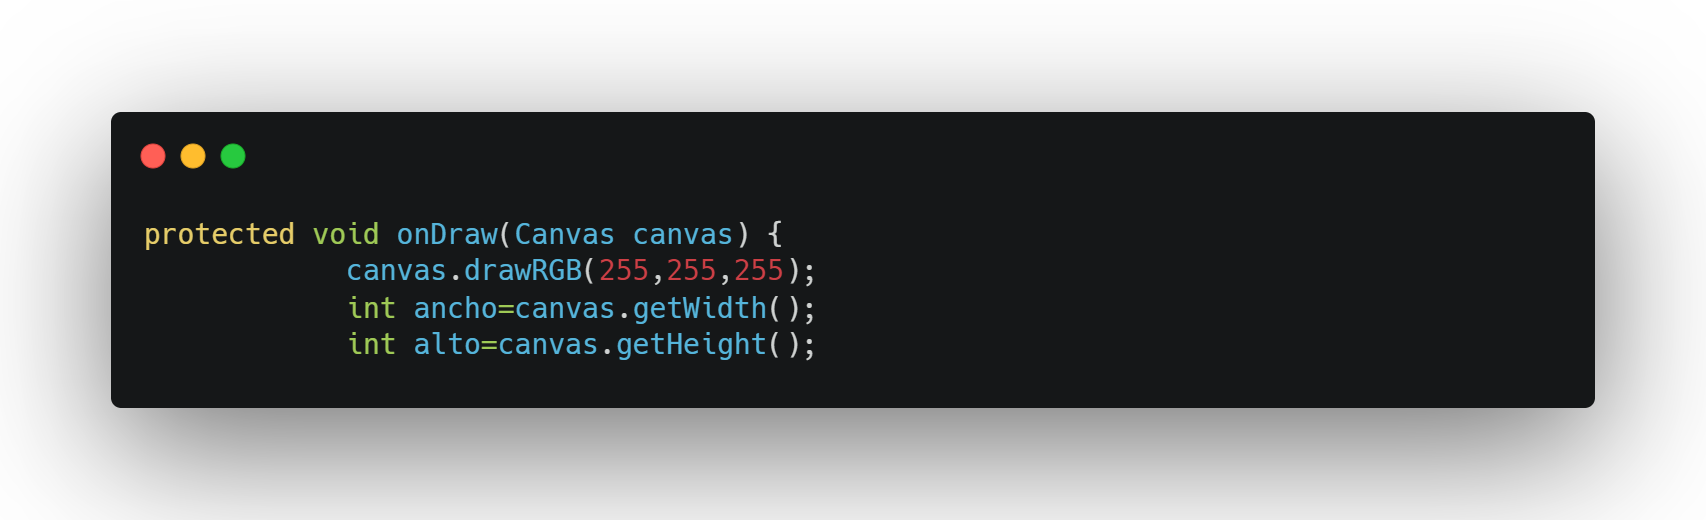 protected void onDraw(Canvas canvas) {
            canvas.drawRGB(255,255,255);
            int ancho=canvas.getWidth();
            int alto=canvas.getHeight();